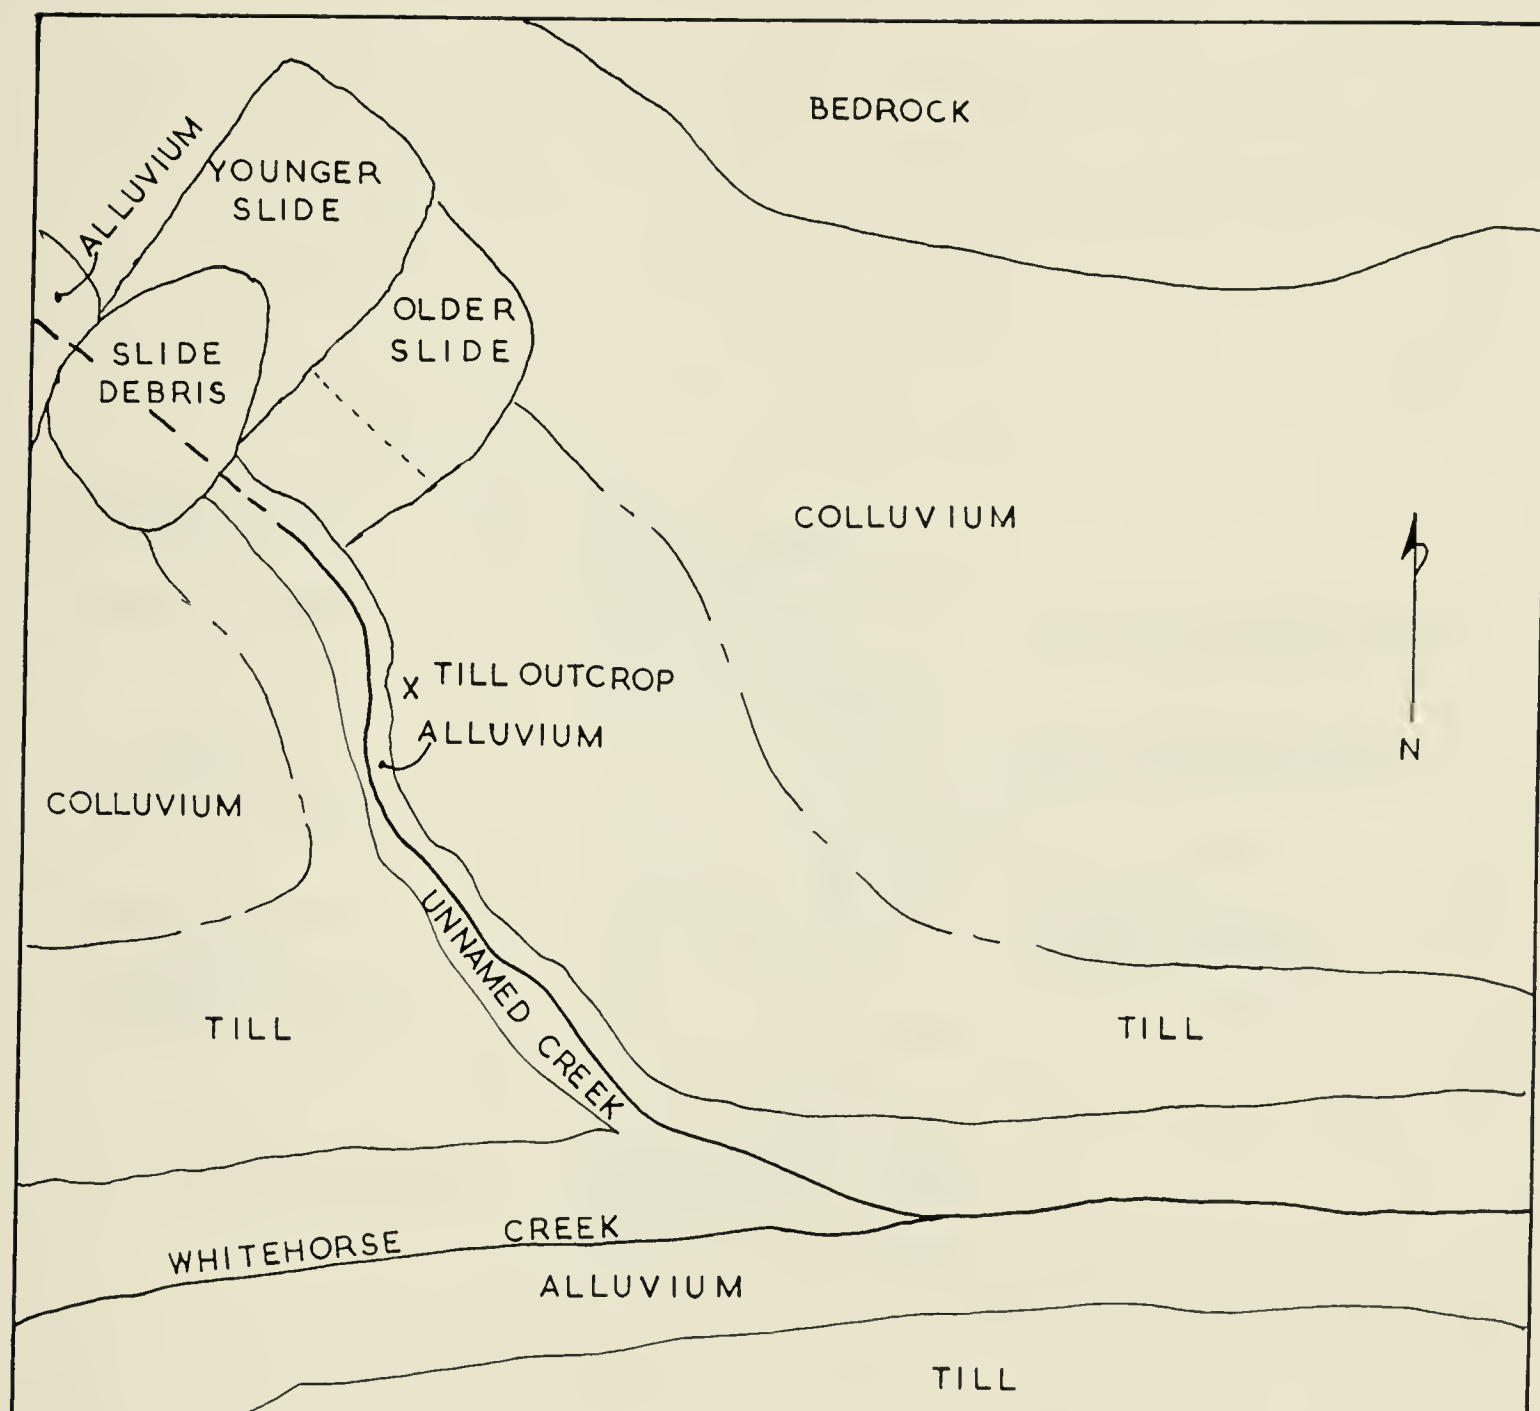 BEDROCK
ALLUVIUM
YOUNGER
SLIDE
OLDER
SLIDE
SLIDE
DEBRIS
COLLUVIUM
TILL OUTCROP
ALLUVIUM
N
COLLUVIUM
UNNAMED CREEK
TILL
TILL
WHITEHORSE CREEK
ALLUVIUM
TILL